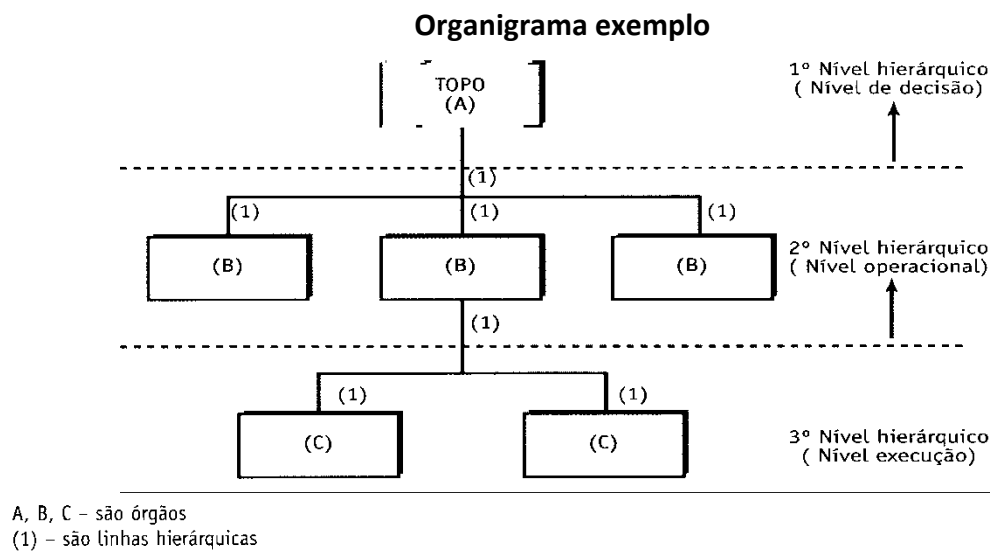 Organigrama exemplo
TOPO
(A)
1º Nível hierárquico
( Nível de decisão)
(1)
(1)
(1)
(1)
(B)
(B)
(B)
2º Nível hierárquico
( Nível operacional)
(1)
(1)
(1)
(C)
(C)
3º Nível hierárquico
( Nível execução)
A, B, C – são órgãos
(1) – são linhas hierárquicas